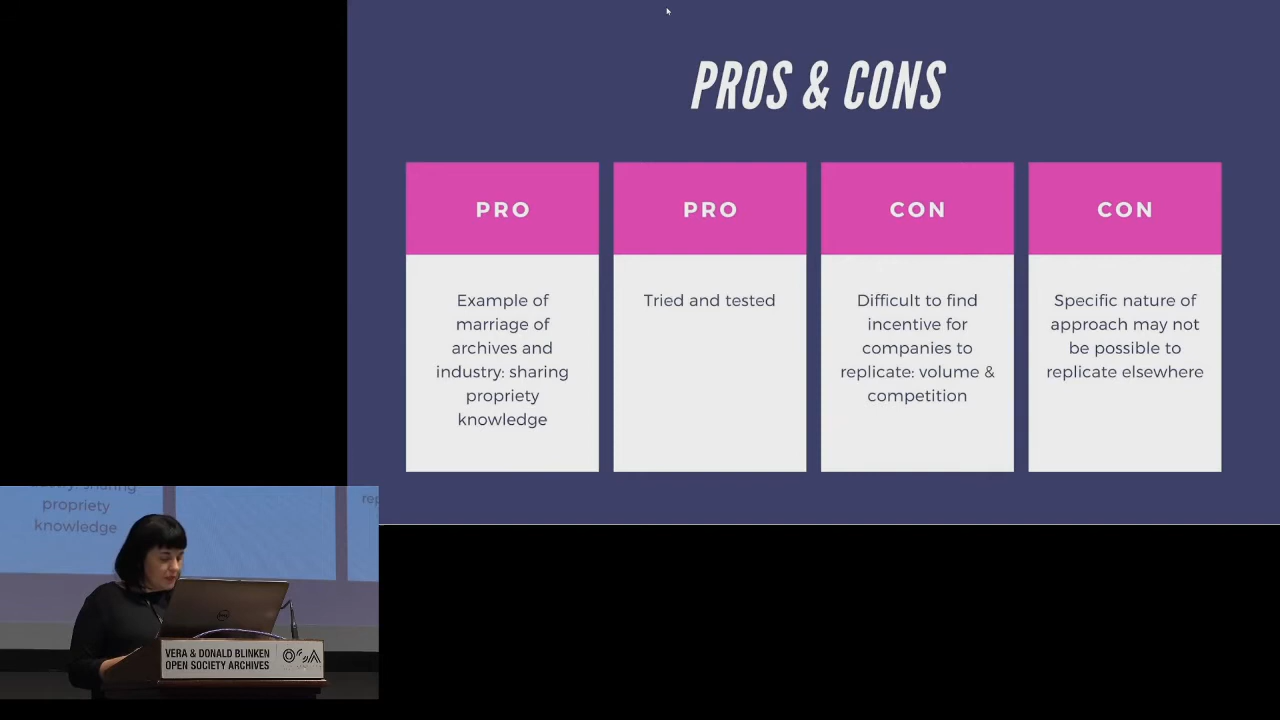 PROS & CONS
PRO
Example of
marriage of
archives and
industry: sharing
propriety
knowledge
PRO
Tried and tested
CON
Difficult to find
incentive for
companies to
replicate: volume &
competition
CON
Specific nature of
approach may not
be possible to
replicate elsewhere
sharing
propriety
knowledge
VERA & DONALD BLINKEN
OPEN SOCIETY ARCHIVES